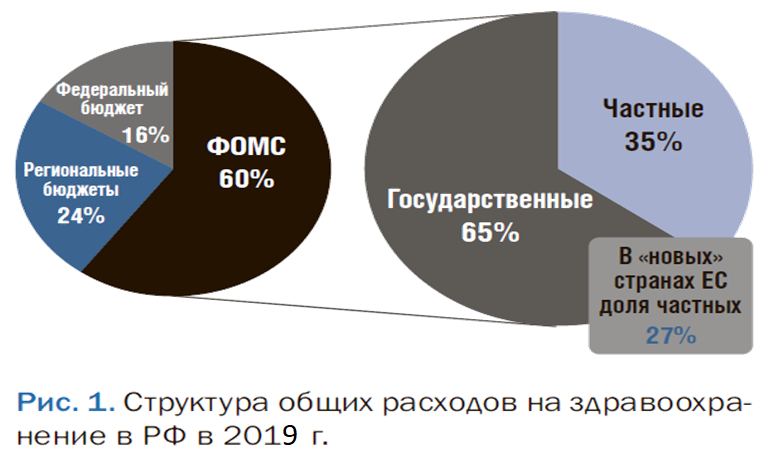 Федеральный
бюджет
16%
Региональные
бюджеты
24%
ФОМС
60%
Государственные
65%
Частные
35%
В «новых»
странах ЕС
доля частных
27%
Рис. 1. Структура общих расходов на здравоохра-
нение в РФ в 2019 г.